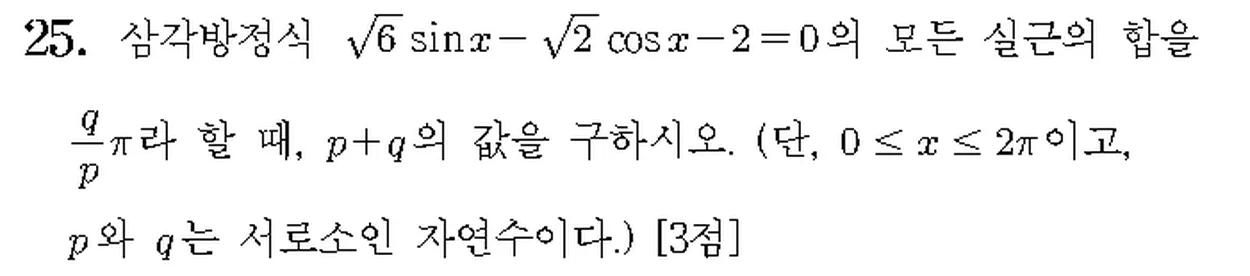 25. 삼각방정식 √6 sinx− √2 cosx−2=0의 모든 실근의 합을
q/p π라 할 때, p+q의 값을 구하시오. (단, 0 ≤ x ≤ 2π이고,
p와 q는 서로소인 자연수이다.) [3점]